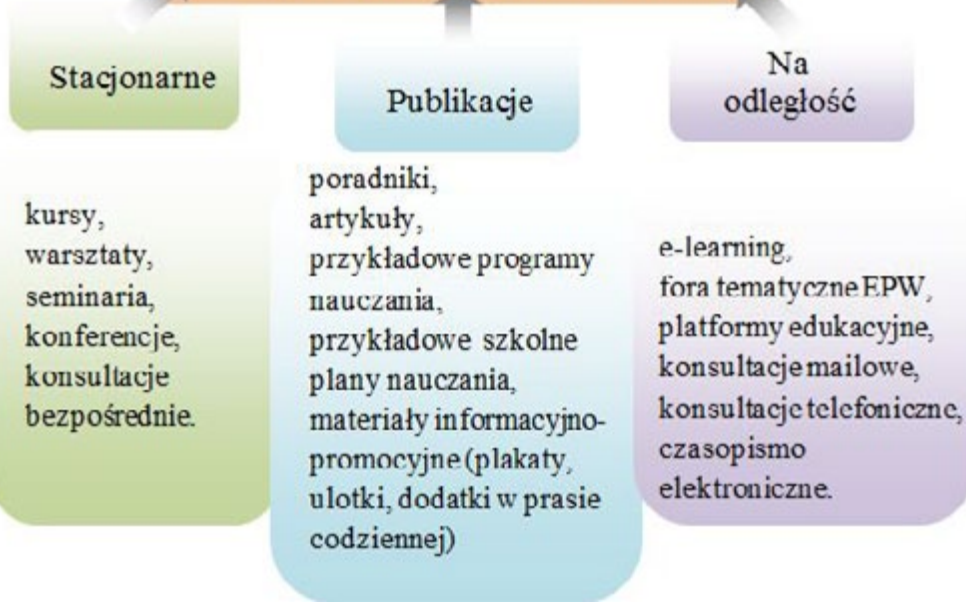 Stacjonarne
kursy,
warsztaty,
seminaria,
konferencje,
konsultacje
bezpośrednie.
Publikacje
poradniki,
artykuły,
przykładowe programy
nauczania,
przykładowe szkolne
plany nauczania,
materiały informacyjno-
promocyjne (plakaty,
ulotki, dodatki w prasie
codziennej)
Na
odległość
e-learning,
fora tematyczne EPW,
platformy edukacyjne,
konsultacje mailowe,
konsultacje telefoniczne,
czasopismo
elektroniczne.